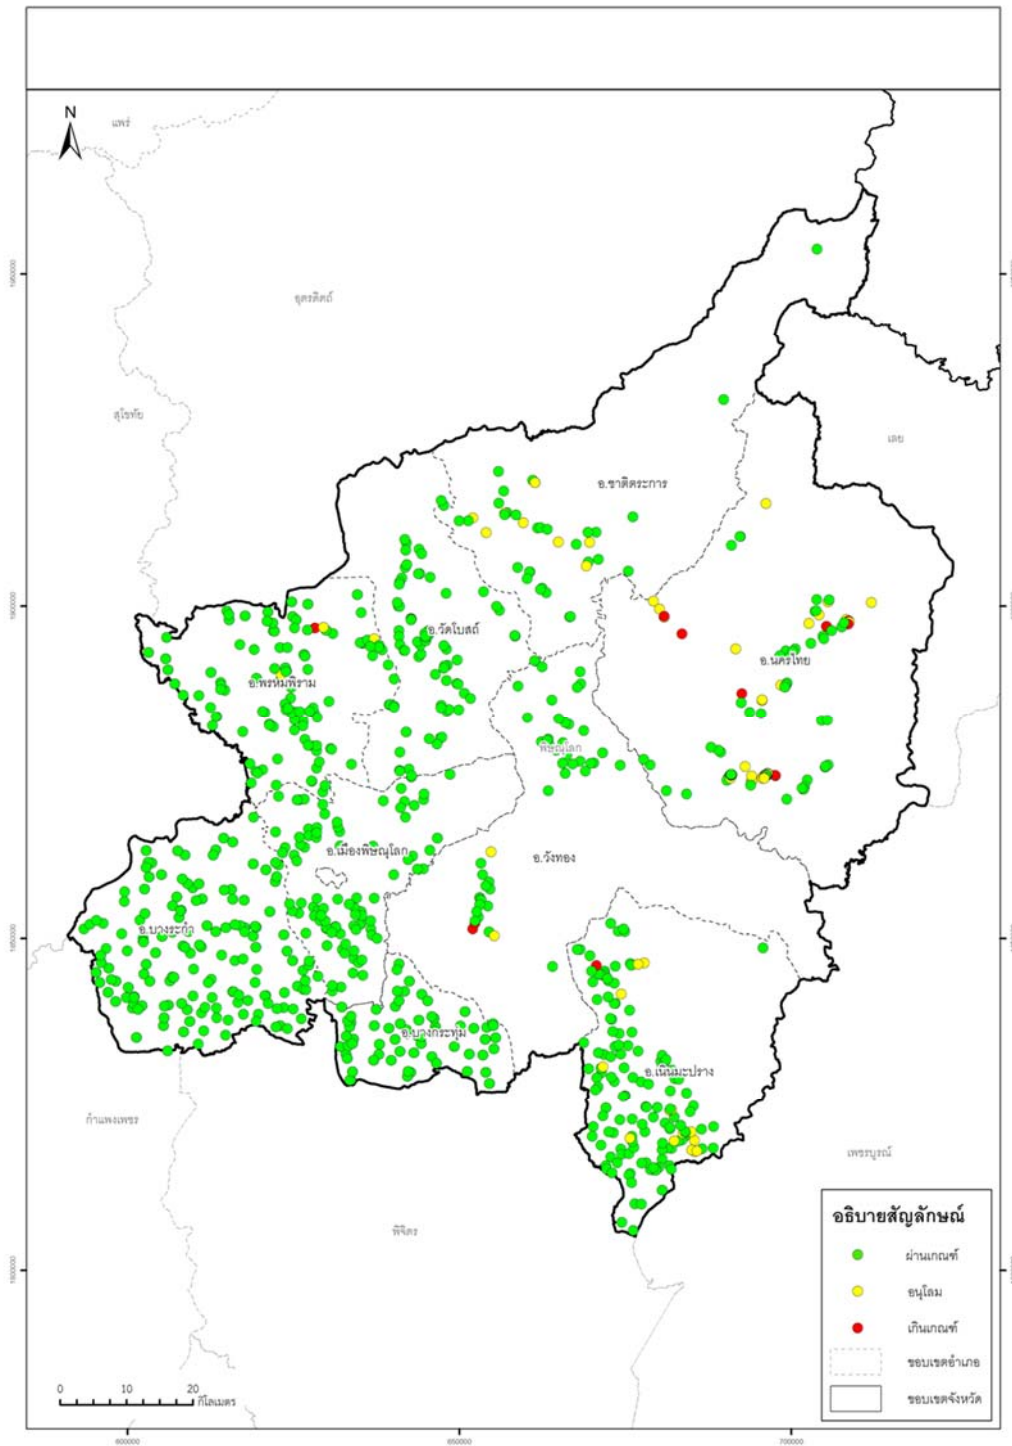 N
แพร่
อุตรดิตถ์
สุโขทัย
เลย
อ.ชาติตระการ
อ.วัดโบสถ์
อ.นครไทย
อ.พรหมพิราม
พิษณุโลก
อ.เมืองพิษณุโลก
อ.วังทอง
อ.บางระกำ
อ.บางกระทุ่ม
อ.เนินมะปราง
กำแพงเพชร
เพชรบูรณ์
พิจิตร
อธิบายสัญลักษณ์
ผ่านเกณฑ์
อนุโลม
เกินเกณฑ์
ขอบเขตอำเภอ
ขอบเขตจังหวัด
0 10 20
กิโลเมตร
1950000
1900000
1850000
1800000
600000 650000 700000